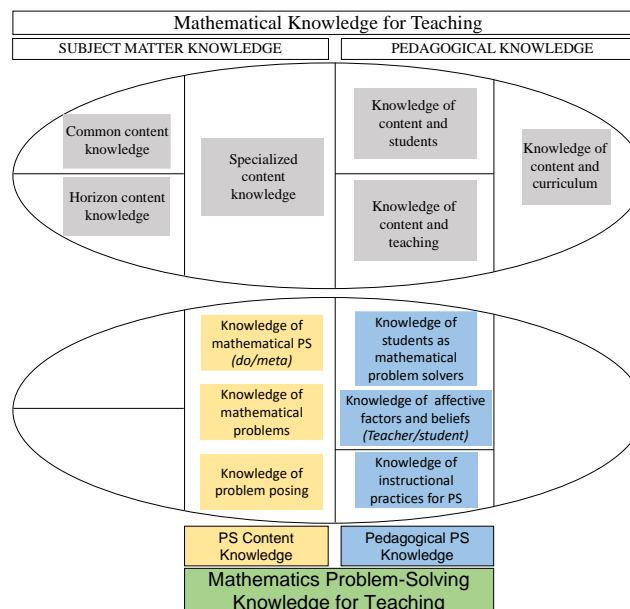 Mathematical Knowledge for Teaching
SUBJECT MATTER KNOWLEDGE
PEDAGOGICAL KNOWLEDGE
Common content
knowledge
Horizon content
knowledge
Specialized
content
knowledge
Knowledge of
content and
students
Knowledge of
content and
teaching
Knowledge of
content and
curriculum
Knowledge of
mathematical PS
(do/meta)
Knowledge of
mathematical
problems
Knowledge of
problem posing
Knowledge of
students as
mathematical
problem solvers
Knowledge of affective
factors and beliefs
(Teacher/student)
Knowledge of
instructional
practices for PS
PS Content
Knowledge
Pedagogical PS
Knowledge
Mathematics Problem-Solving
Knowledge for Teaching